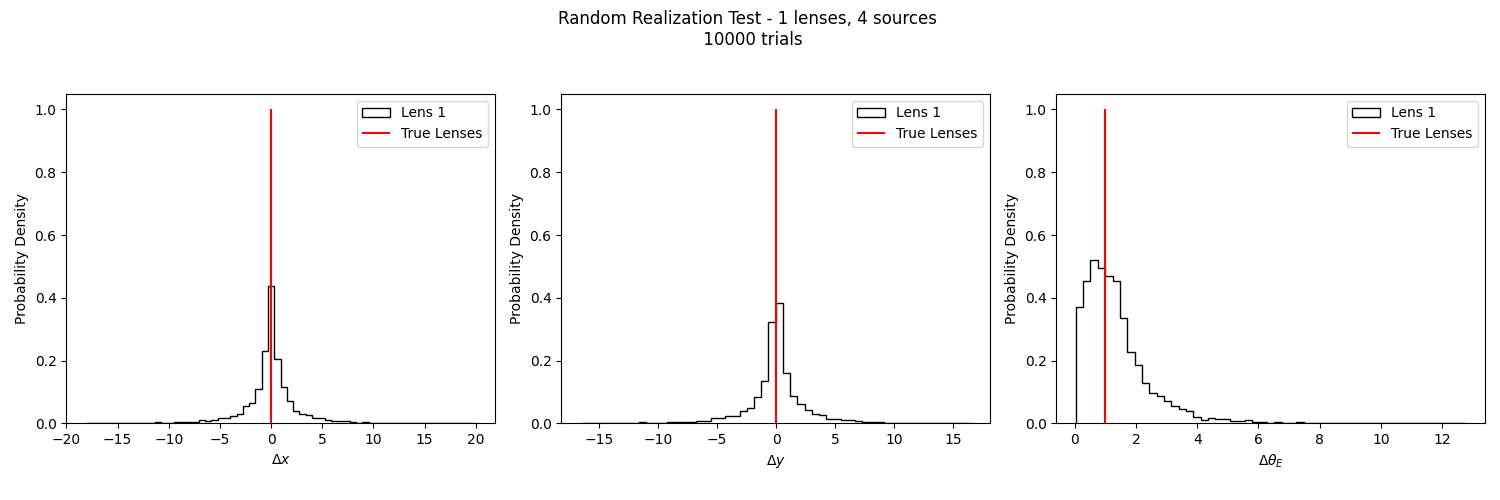 Random Realization Test - 1 lenses, 4 sources
10000 trials
Probability Density
1.0
0.8
0.6
0.4
0.2
0.0
Lens 1
True Lenses
−20 −15 −10 −5 0 5 10 15 20
Δx
Probability Density
1.0
0.8
0.6
0.4
0.2
0.0
Lens 1
True Lenses
−15 −10 −5 0 5 10 15
Δy
Probability Density
1.0
0.8
0.6
0.4
0.2
0.0
Lens 1
True Lenses
0 2 4 6 8 10 12
Δθ_E